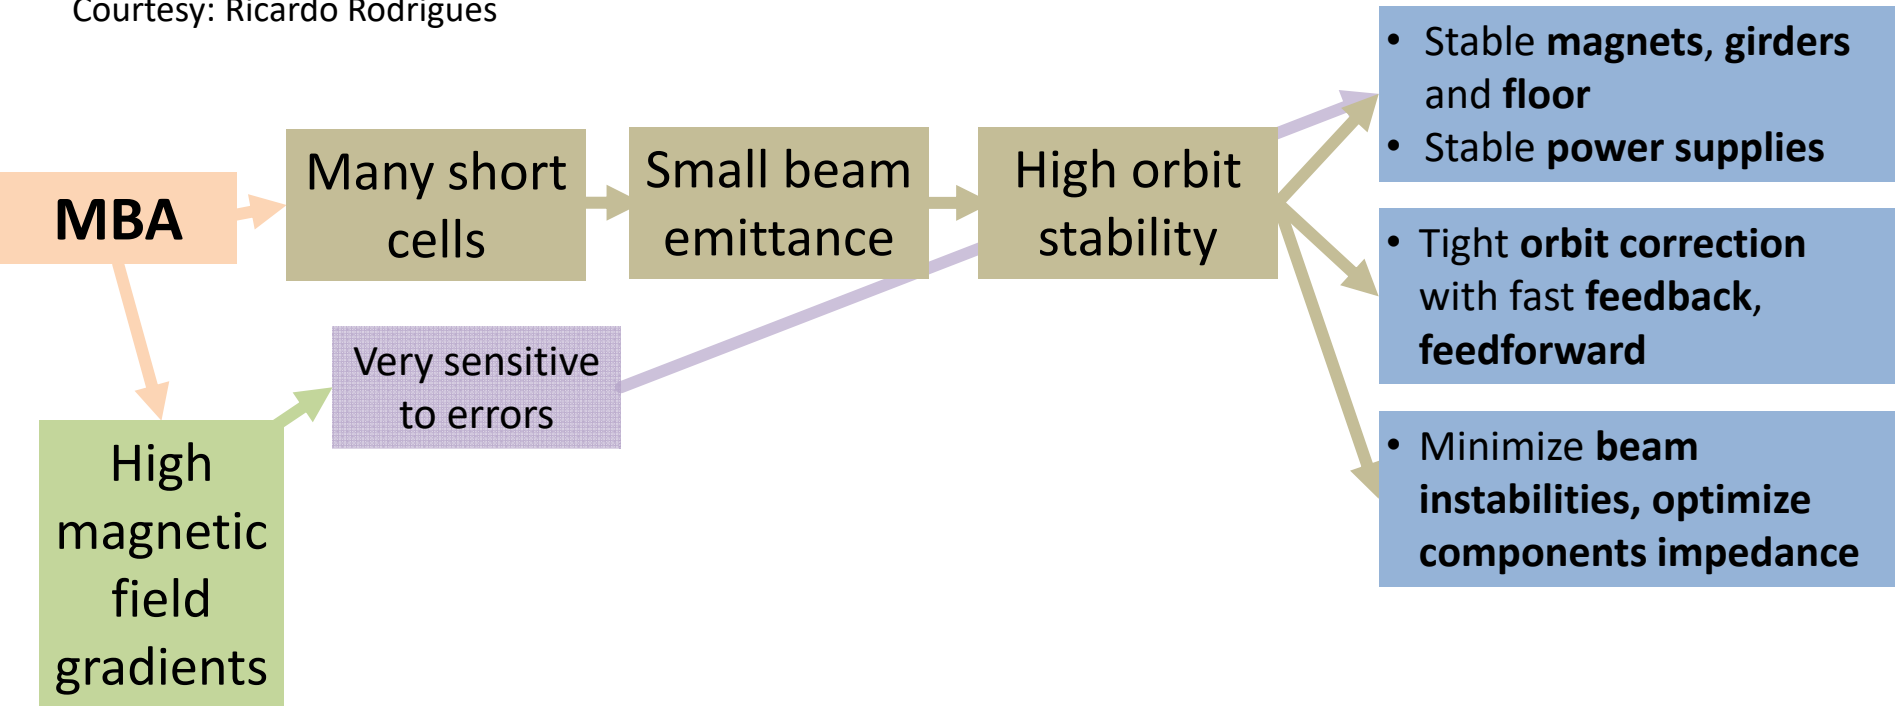 Courtesy: Ricardo Rodrigues
MBA
Many short
cells
Small beam
emittance
High orbit
stability
• Stable magnets, girders
and floor
• Stable power supplies
• Tight orbit correction
with fast feedback,
feedforward
• Minimize beam
instabilities, optimize
components impedance
Very sensitive
to errors
High
magnetic
field
gradients